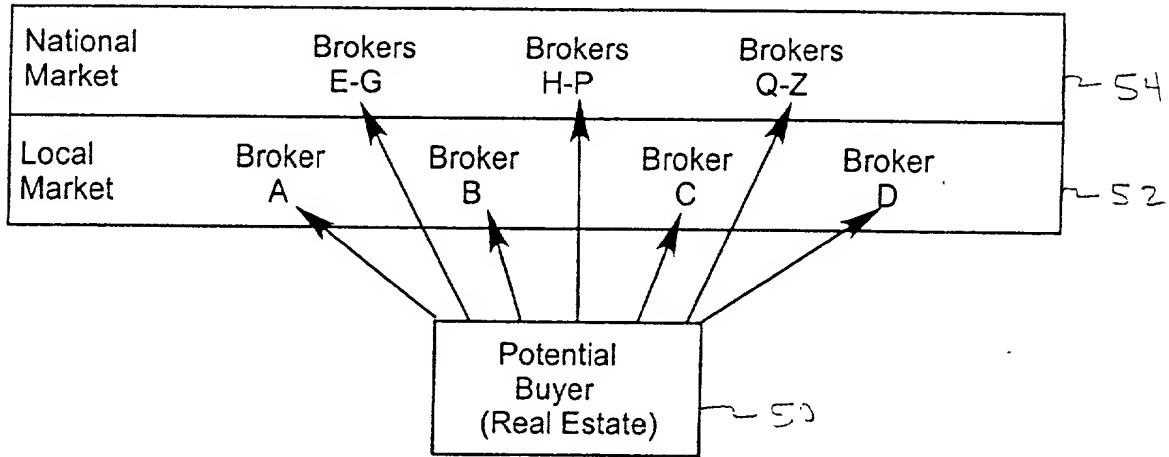 National Market
Brokers E-G
Brokers H-P
Brokers Q-Z
54
Local Market
Broker A
Broker B
Broker C
Broker D
52
Potential
Buyer
(Real Estate)
50